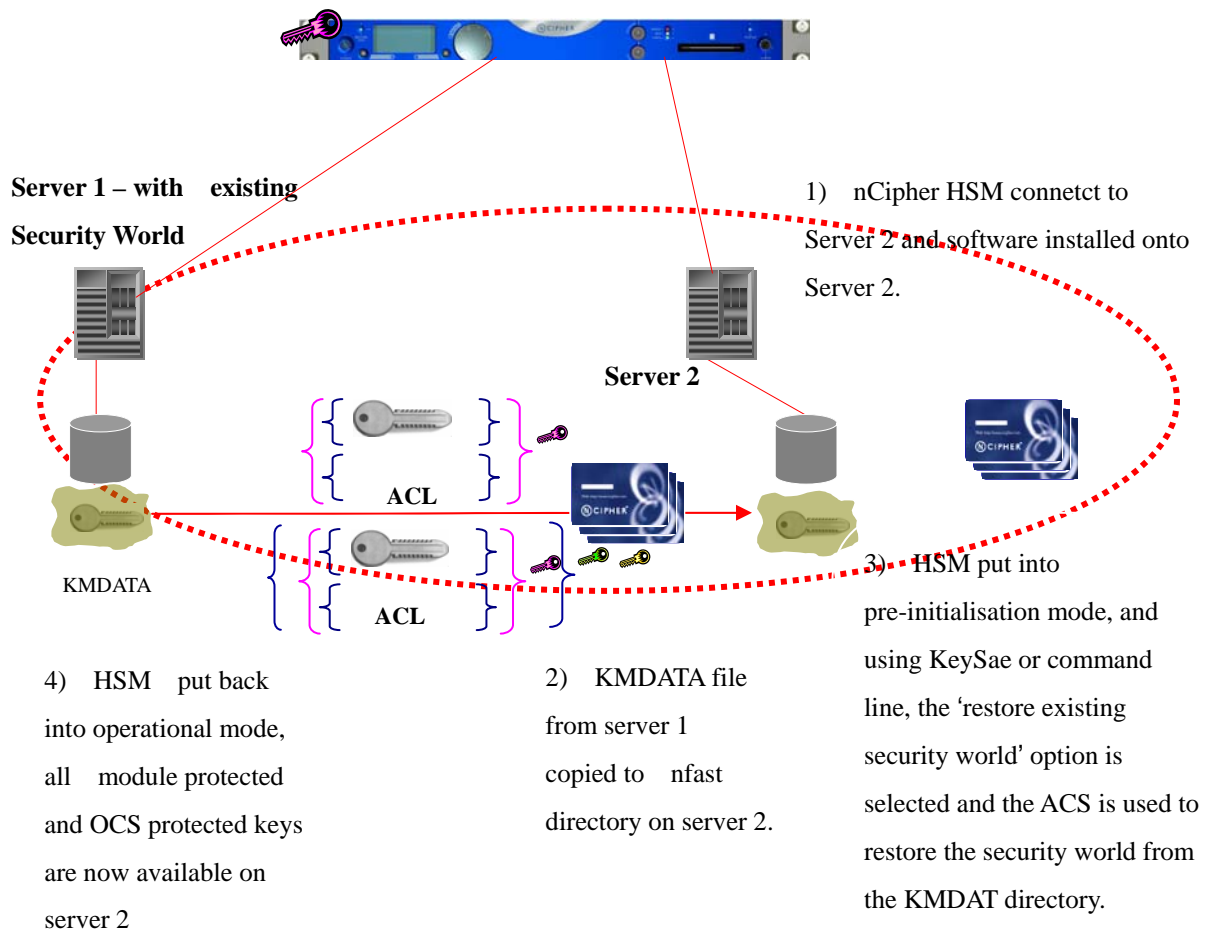 NCIPHER
Server 1 – with existing
Security World
1) nCipher HSM connetct to
Server 2 and software installed onto
Server 2.
Server 2
ACL
NCIPHER
NCIPHER
KMDATA
ACL
3) HSM put into
pre-initialisation mode, and
using KeySae or command
line, the ‘restore existing
security world’ option is
selected and the ACS is used to
restore the security world from
the KMDAT directory.
2) KMDATA file
from server 1
copied to nfast
directory on server 2.
4) HSM put back
into operational mode,
all module protected
and OCS protected keys
are now available on
server 2